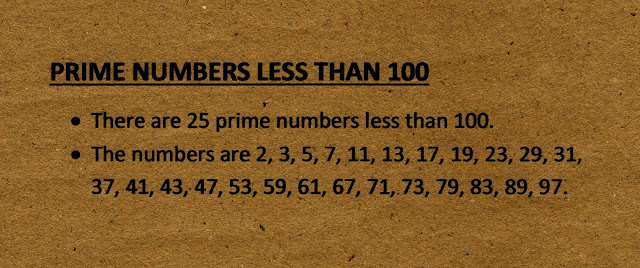 PRIME NUMBERS LESS THAN 100
• There are 25 prime numbers less than 100.
• The numbers are 2, 3, 5, 7, 11, 13, 17, 19, 23, 29, 31,
37, 41, 43, 47, 53, 59, 61, 67, 71, 73, 79, 83, 89, 97.